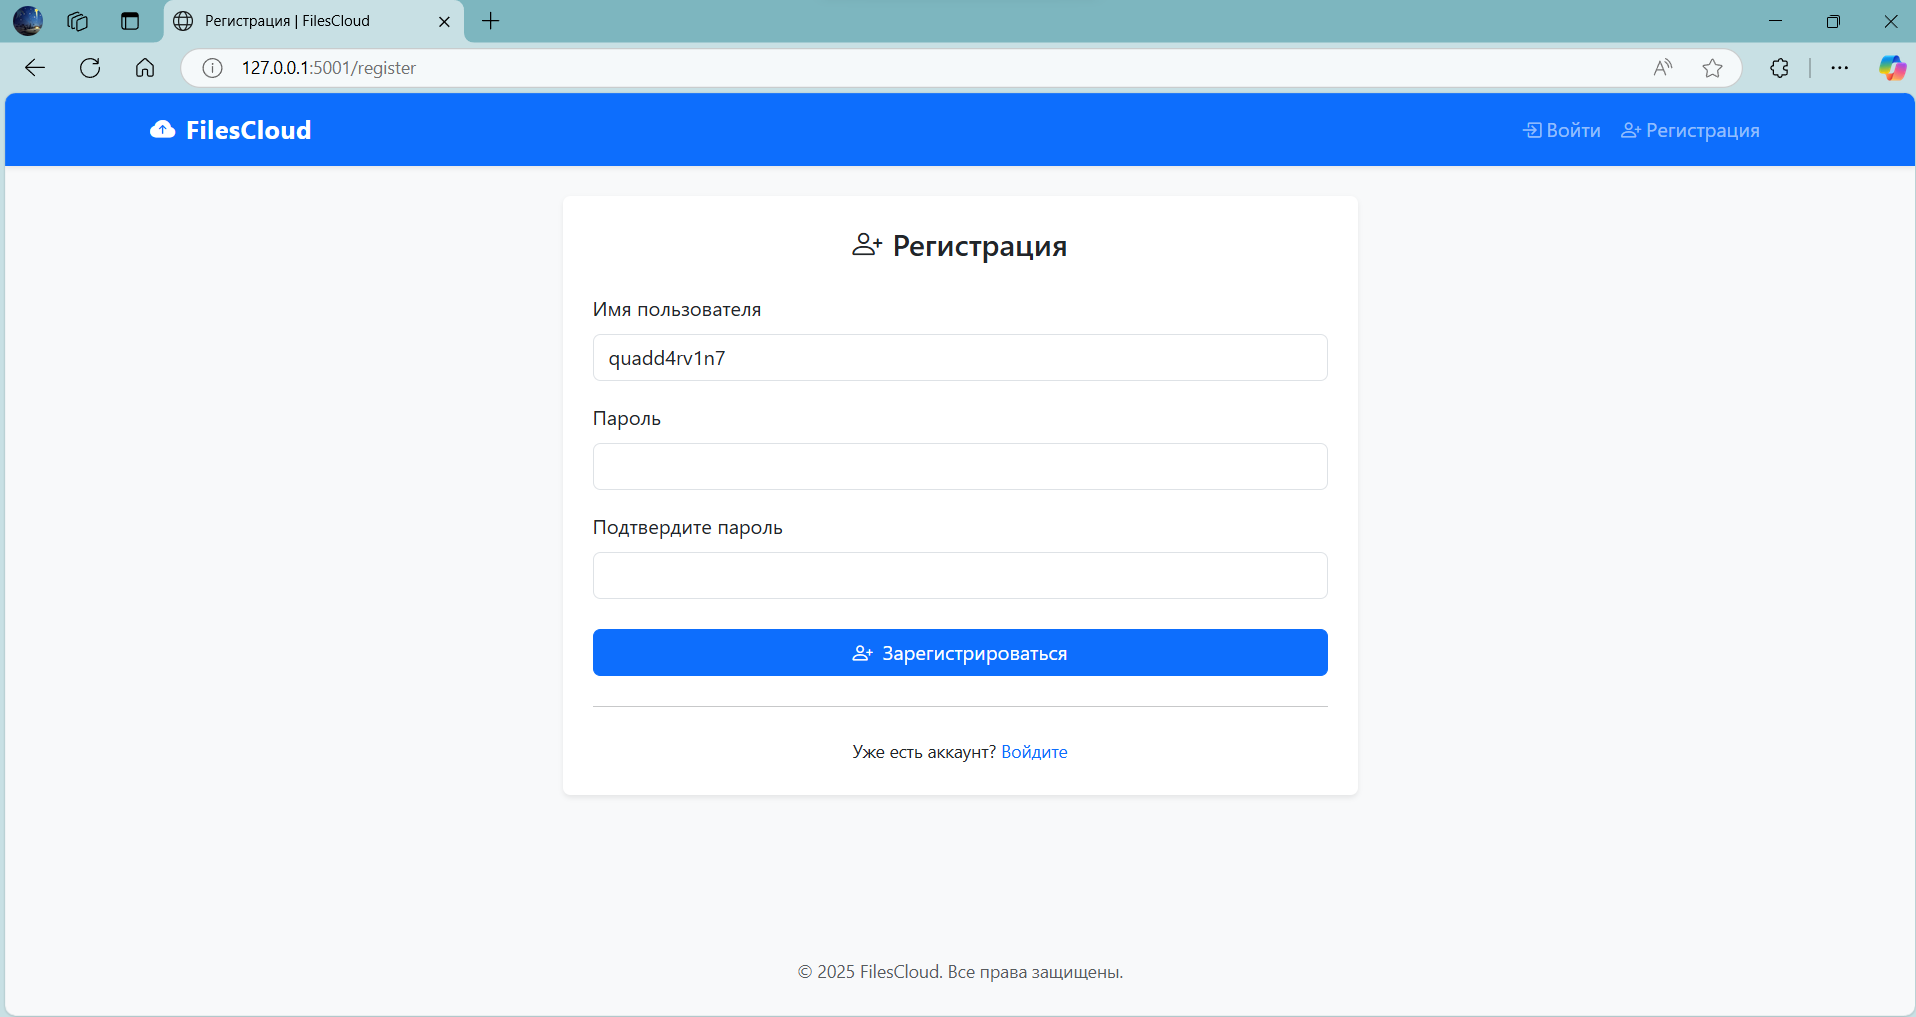 Регистрация | FilesCloud
127.0.0.1:5001/register
FilesCloud
Войти
Регистрация
Регистрация
Имя пользователя
quadd4rv1n7
Пароль
Подтвердите пароль
Зарегистрироваться
Уже есть аккаунт? Войдите
© 2025 FilesCloud. Все права защищены.